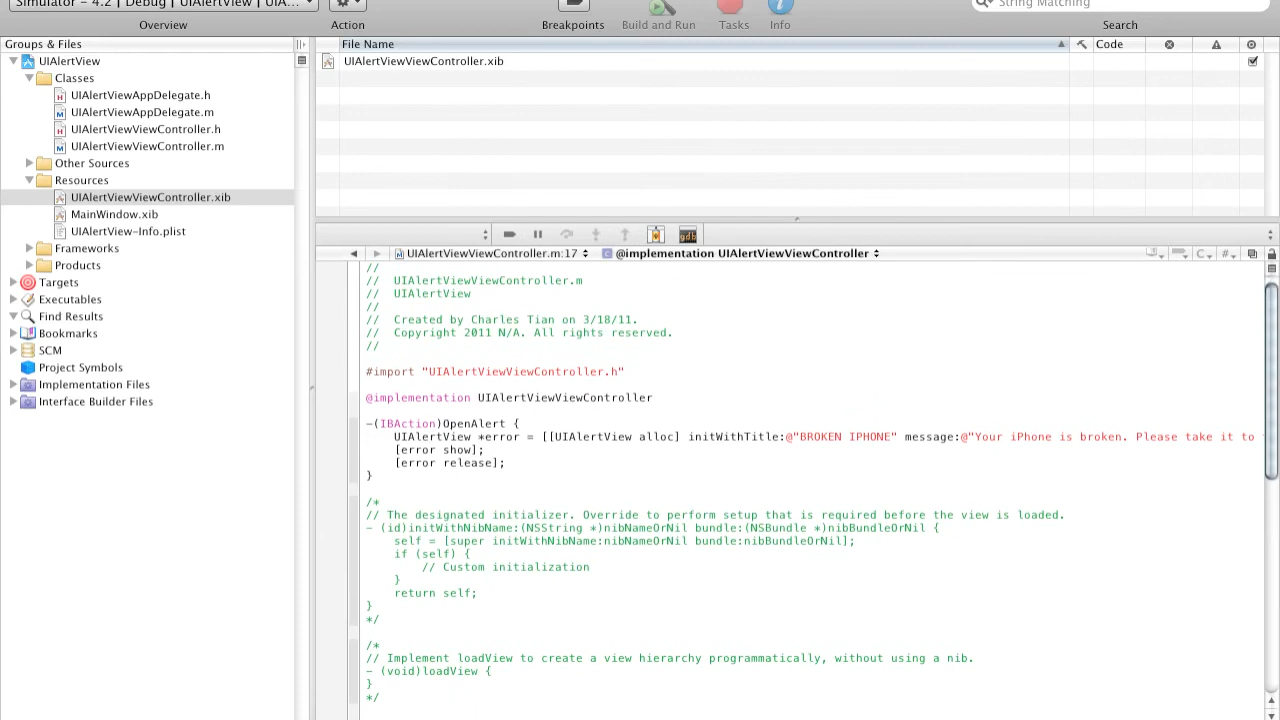 Simulator - 4.2 | Debug | UIAlertView | UIA...
String Matching
Overview
Action
Breakpoints
Build and Run
Tasks
Info
Search
Groups & Files
File Name
Code
UIAlertView
UIAlertViewViewController.xib
Classes
UIAlertViewAppDelegate.h
UIAlertViewAppDelegate.m
UIAlertViewViewController.h
UIAlertViewViewController.m
Other Sources
Resources
UIAlertViewViewController.xib
MainWindow.xib
UIAlertView-Info.plist
Frameworks
Products
Targets
Executables
Find Results
Bookmarks
SCM
Project Symbols
Implementation Files
Interface Builder Files
gdb
UIAlertViewViewController.m:17
C @implementation UIAlertViewViewController
C
#
//
//  UIAlertViewViewController.m
//  UIAlertView
//
//  Created by Charles Tian on 3/18/11.
//  Copyright 2011 N/A. All rights reserved.
//
#import "UIAlertViewViewController.h"
@implementation UIAlertViewViewController
-(IBAction)OpenAlert {
UIAlertView *error = [[UIAlertView alloc] initWithTitle:@"BROKEN IPHONE" message:@"Your iPhone is broken. Please take it to
[error show];
[error release];
}
/*
// The designated initializer. Override to perform setup that is required before the view is loaded.
- (id)initWithNibName:(NSString *)nibNameOrNil bundle:(NSBundle *)nibBundleOrNil {
self = [super initWithNibName:nibNameOrNil bundle:nibBundleOrNil];
if (self) {
// Custom initialization
}
return self;
}
*/
/*
// Implement loadView to create a view hierarchy programmatically, without using a nib.
- (void)loadView {
}
*/